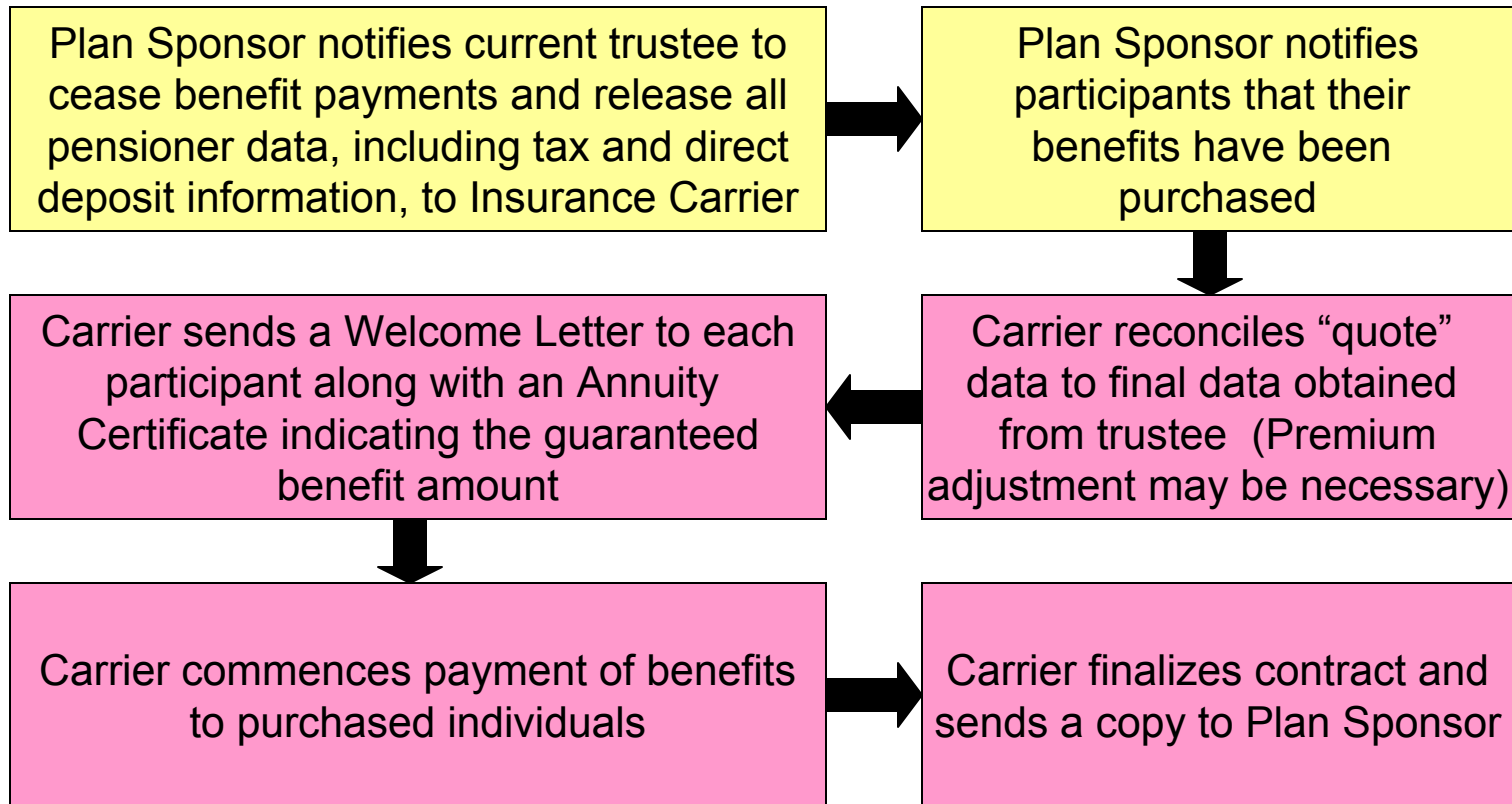 Plan Sponsor notifies current trustee to
cease benefit payments and release all
pensioner data, including tax and direct
deposit information, to Insurance Carrier
Plan Sponsor notifies
participants that their
benefits have been
purchased
Carrier reconciles “quote”
data to final data obtained
from trustee (Premium
adjustment may be necessary)
Carrier sends a Welcome Letter to each
participant along with an Annuity
Certificate indicating the guaranteed
benefit amount
Carrier commences payment of benefits
to purchased individuals
Carrier finalizes contract and
sends a copy to Plan Sponsor